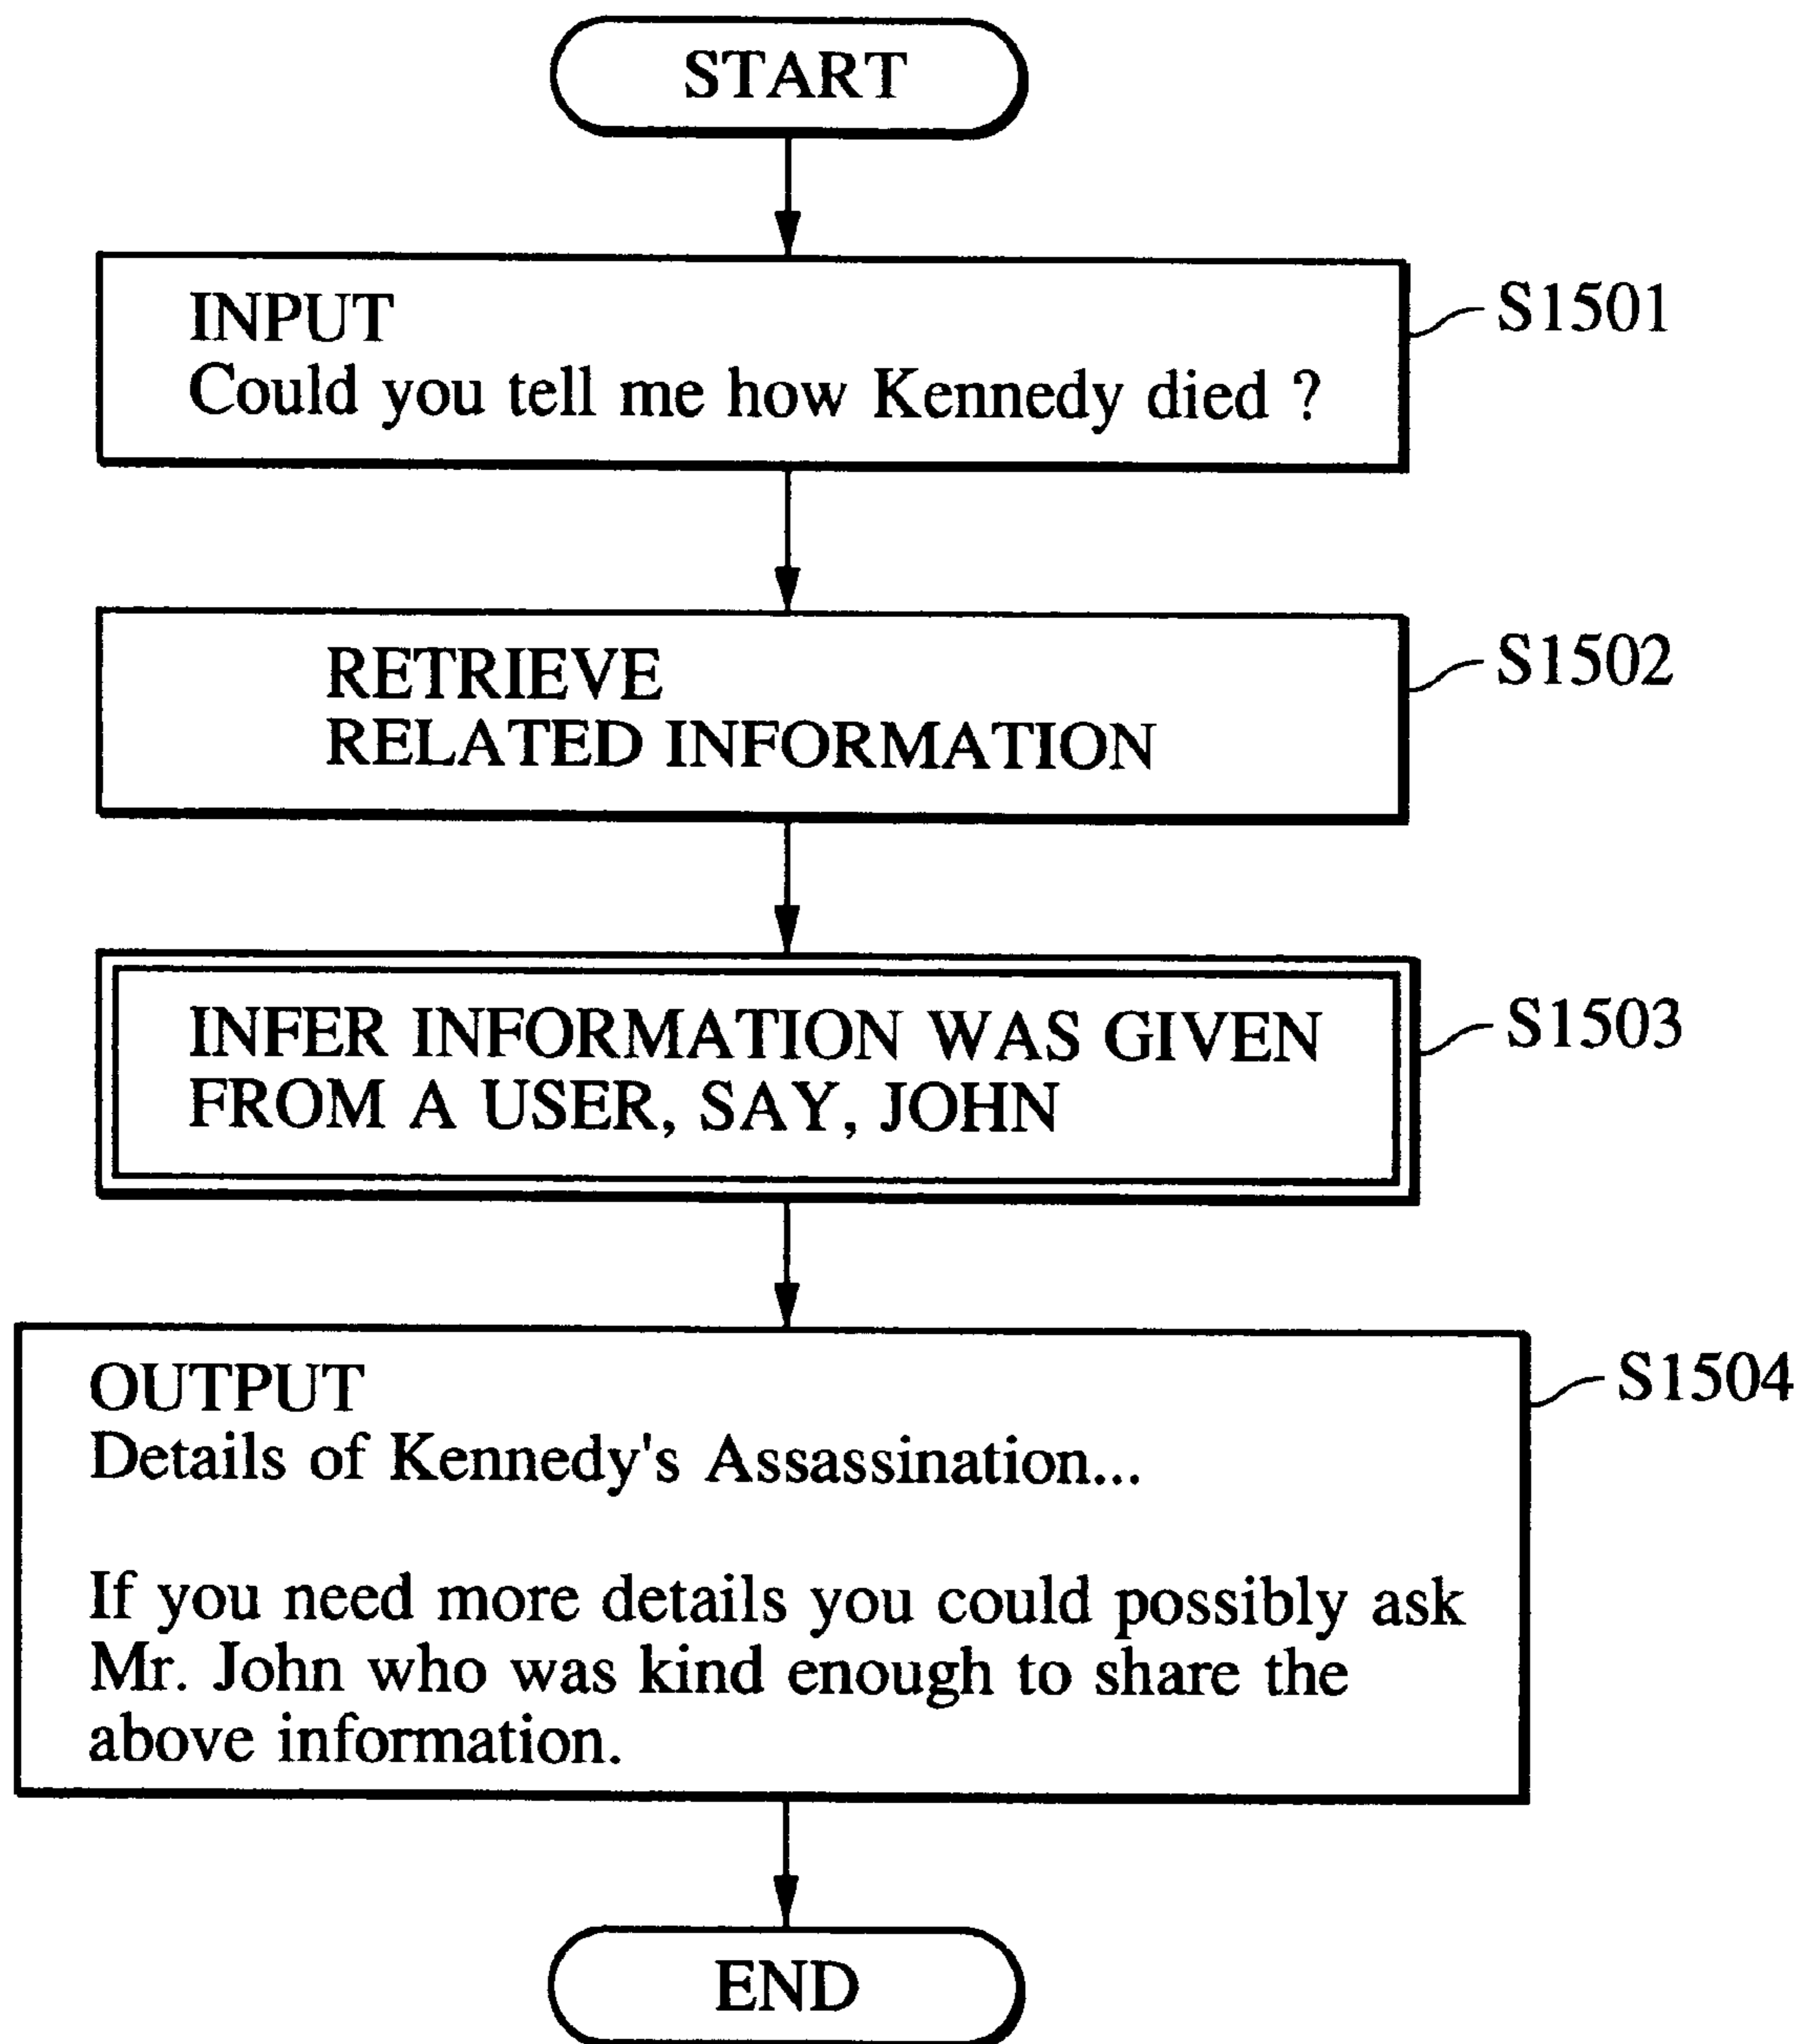 START
INPUT
Could you tell me how Kennedy died ?
S1501
RETRIEVE
RELATED INFORMATION
S1502
INFER INFORMATION WAS GIVEN
FROM A USER, SAY, JOHN
S1503
OUTPUT
Details of Kennedy's Assassination...
If you need more details you could possibly ask
Mr. John who was kind enough to share the
above information.
S1504
END